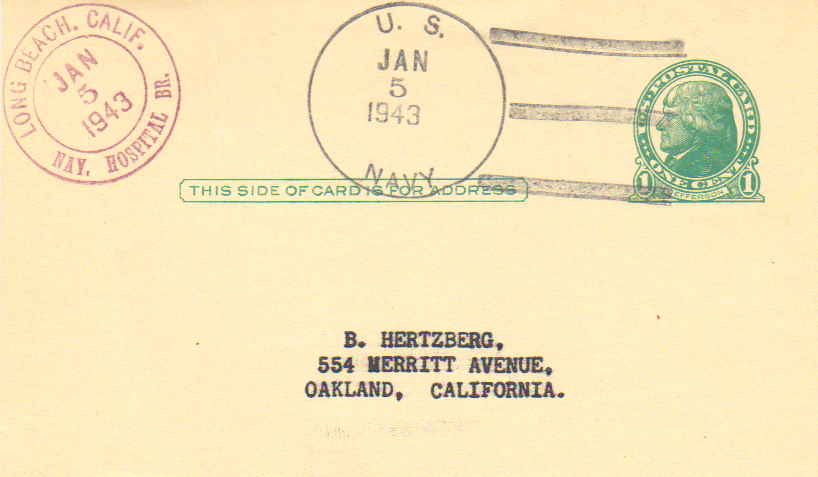 LONG BEACH, CALIF.
JAN
5
1943
NAV. HOSPITAL BR.
U. S.
JAN
5
1943
NAVY
U.S. POSTAL CARD
ONE CENT
1 1
JEFFERSON
THIS SIDE OF CARD IS FOR ADDRESS
B. HERTZBERG,
554 MERRITT AVENUE,
OAKLAND, CALIFORNIA.